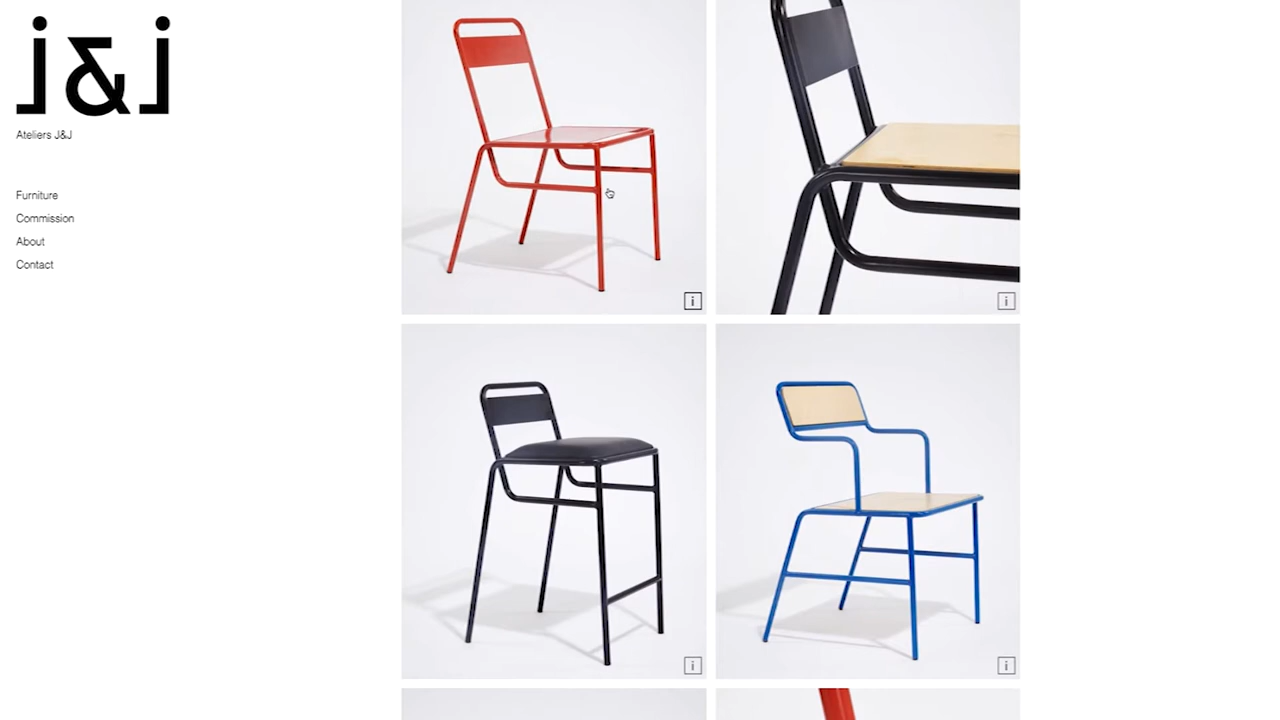 j&j
Ateliers J&J
Furniture
Commission
About
Contact
i
i
i
i